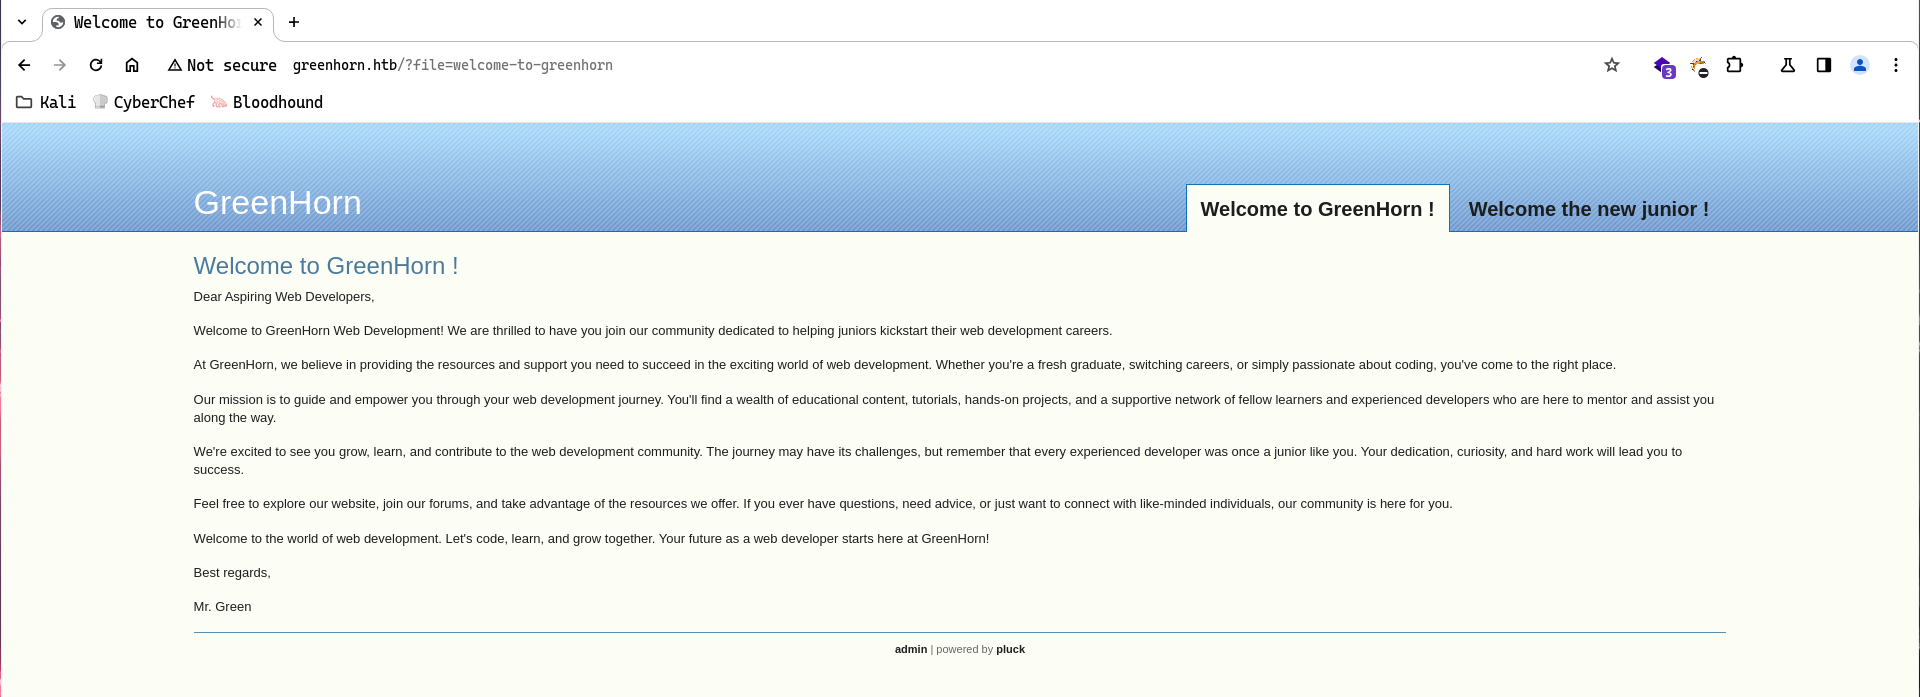 Welcome to GreenHor
Not secure greenhorn.htb/?file=welcome-to-greenhorn
3
Kali CyberChef Bloodhound
GreenHorn
Welcome to GreenHorn ! Welcome the new junior !
Welcome to GreenHorn !
Dear Aspiring Web Developers,
Welcome to GreenHorn Web Development! We are thrilled to have you join our community dedicated to helping juniors kickstart their web development careers.
At GreenHorn, we believe in providing the resources and support you need to succeed in the exciting world of web development. Whether you're a fresh graduate, switching careers, or simply passionate about coding, you've come to the right place.
Our mission is to guide and empower you through your web development journey. You'll find a wealth of educational content, tutorials, hands-on projects, and a supportive network of fellow learners and experienced developers who are here to mentor and assist you
along the way.
We're excited to see you grow, learn, and contribute to the web development community. The journey may have its challenges, but remember that every experienced developer was once a junior like you. Your dedication, curiosity, and hard work will lead you to
success.
Feel free to explore our website, join our forums, and take advantage of the resources we offer. If you ever have questions, need advice, or just want to connect with like-minded individuals, our community is here for you.
Welcome to the world of web development. Let's code, learn, and grow together. Your future as a web developer starts here at GreenHorn!
Best regards,
Mr. Green
admin | powered by pluck